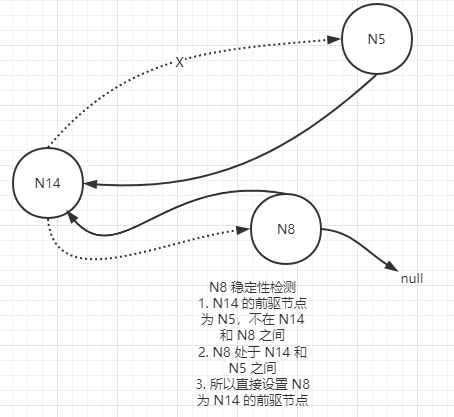 N5
X
N14
N8
null
N8 稳定性检测
1. N14 的前驱节点
为 N5，不在 N14
和 N8 之间
2. N8 处于 N14 和
N5 之间
3. 所以直接设置 N8
为 N14 的前驱节点